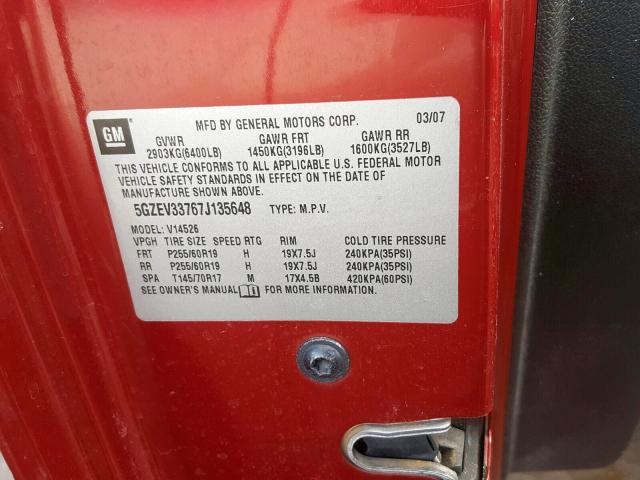 MFD BY GENERAL MOTORS CORP. 03/07
GM
GVWR GAWR FRT GAWR RR
2903KG(6400LB) 1450KG(3196LB) 1600KG(3527LB)
THIS VEHICLE CONFORMS TO ALL APPLICABLE U.S. FEDERAL MOTOR
VEHICLE SAFETY STANDARDS IN EFFECT ON THE DATE OF
MANUFACTURE SHOWN ABOVE.
5GZEV33767J135648 TYPE: M.P.V.
MODEL: V14526
VPGH TIRE SIZE SPEED RTG RIM COLD TIRE PRESSURE
FRT P255/60R19 H 19X7.5J 240KPA(35PSI)
RR P255/60R19 H 19X7.5J 240KPA(35PSI)
SPA T145/70R17 M 17X4.5B 420KPA(60PSI)
SEE OWNER'S MANUAL FOR MORE INFORMATION.